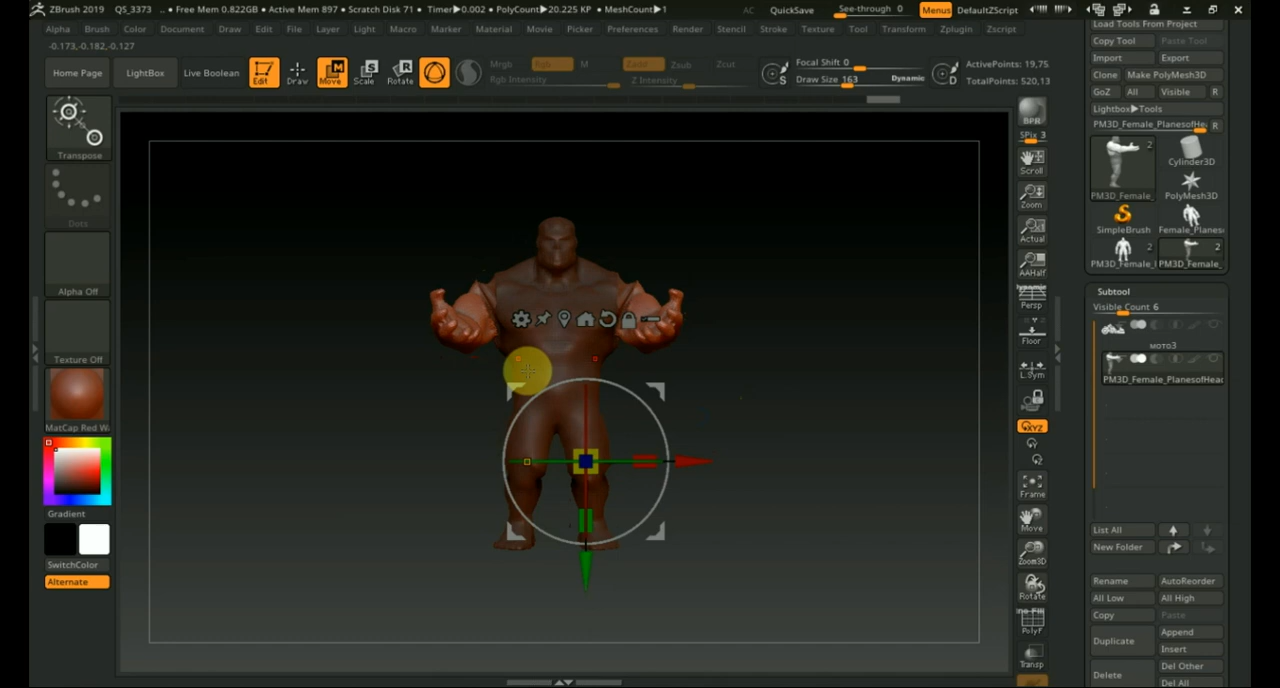 ZBrush 2019 QS_3373 .. • Free Mem 0.822GB • Active Mem 897 • Scratch Disk 71 • Timer▶0.002 • PolyCount▶20.225 KP • MeshCount▶1 AC QuickSave See-through 0 Menus DefaultZScript
Alpha Brush Color Document Draw Edit File Layer Light Macro Marker Material Movie Picker Preferences Render Stencil Stroke Texture Tool Transform Zplugin Zscript
-0.173,-0.182,-0.127
Home Page LightBox Live Boolean Edit Draw Move Scale Rotate
Mrgb Rgb M Zadd Zsub Zcut
Rgb Intensity Z Intensity
S Focal Shift 0
Draw Size 163 Dynamic D
ActivePoints: 19,75
TotalPoints: 520,13
Transpose
Dots
Alpha Off
Texture Off
MatCap Red W
Gradient
SwitchColor
Alternate
BPR
SPix 3
Scroll
Zoom
Actual
AAHalf
Dynamic
Persp
Floor
L.Sym
XYZ
Y
Z
Frame
Move
Zoom3D
Rotate
Line Fill
PolyF
Transp
Load Tools From Project
Copy Tool Paste Tool
Import Export
Clone Make PolyMesh3D
GoZ All Visible R
Lightbox▶Tools
PM3D_Female_PlanesofHea R
2
Cylinder3D
PM3D_Female_ PolyMesh3D
SimpleBrush Female_Planes
2 2
PM3D_Female_ PM3D_Female_
Subtool
Visible Count 6
мото3
PM3D_Female_PlanesofHead
List All
New Folder
Rename AutoReorder
All Low All High
Copy Paste
Duplicate Append
Insert
Delete Del Other
Del All